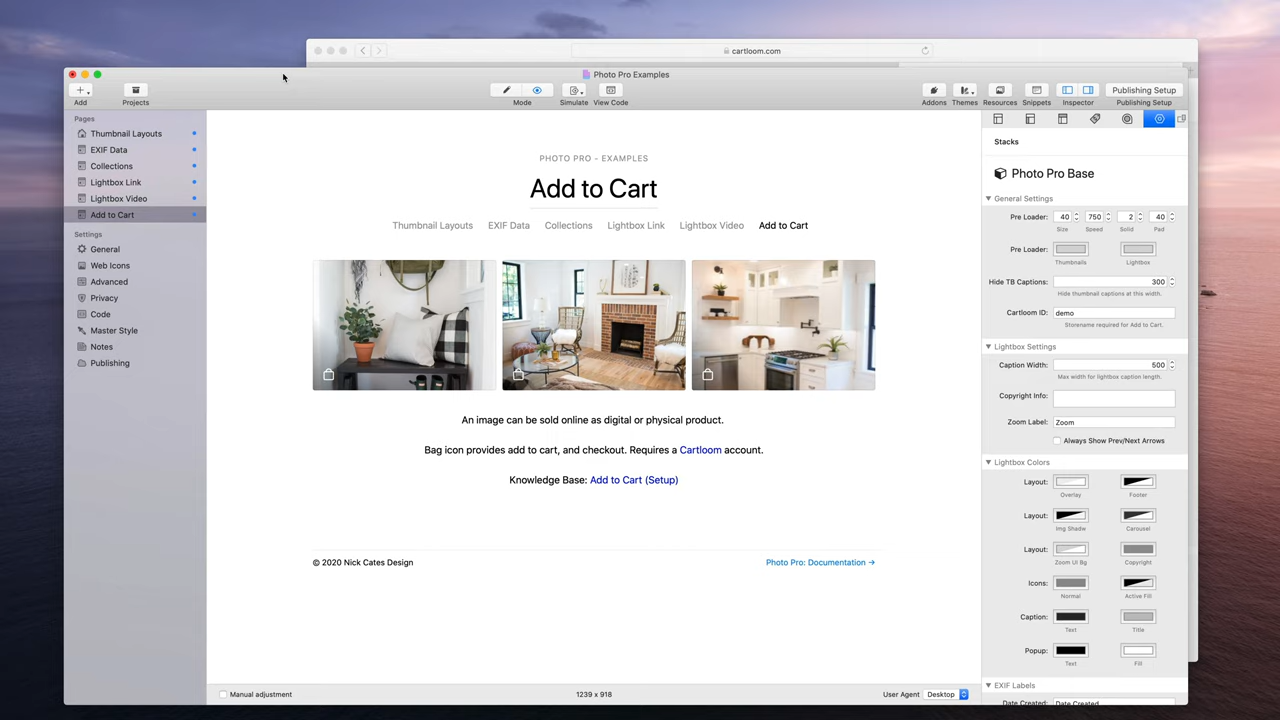 cartloom.com
Photo Pro Examples
Add
Projects
Mode
Simulate
View Code
Addons
Themes
Resources
Snippets
Inspector
Publishing Setup
Publishing Setup
Pages
Thumbnail Layouts
EXIF Data
Collections
Lightbox Link
Lightbox Video
Add to Cart
Settings
General
Web Icons
Advanced
Privacy
Code
Master Style
Notes
Publishing
PHOTO PRO - EXAMPLES
Add to Cart
Thumbnail Layouts EXIF Data Collections Lightbox Link Lightbox Video Add to Cart
An image can be sold online as digital or physical product.
Bag icon provides add to cart, and checkout. Requires a Cartloom account.
Knowledge Base: Add to Cart (Setup)
© 2020 Nick Cates Design
Photo Pro: Documentation →
Manual adjustment
1239 x 918
User Agent Desktop
Stacks
Photo Pro Base
General Settings
Pre Loader: 40 750 2 40
Size Speed Solid Pad
Pre Loader:
Thumbnails Lightbox
Hide TB Captions: 300
Hide thumbnail captions at this width.
Cartloom ID: demo
Storename required for Add to Cart.
Lightbox Settings
Caption Width: 500
Max width for lightbox caption length.
Copyright Info:
Zoom Label: Zoom
Always Show Prev/Next Arrows
Lightbox Colors
Layout:
Overlay Footer
Layout:
Img Shadw Carousel
Layout:
Zoom UI Bg Copyright
Icons:
Normal Active Fill
Caption:
Text Title
Popup:
Text Fill
EXIF Labels
Date Created: Date Created